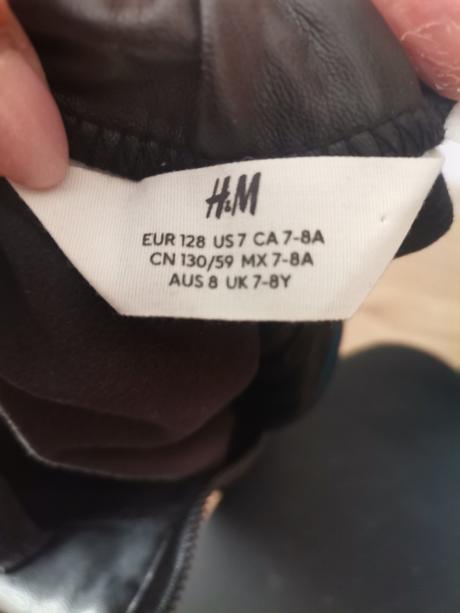 H&M
EUR 128 US 7 CA 7-8A
CN 130/59 MX 7-8A
AUS 8 UK 7-8Y